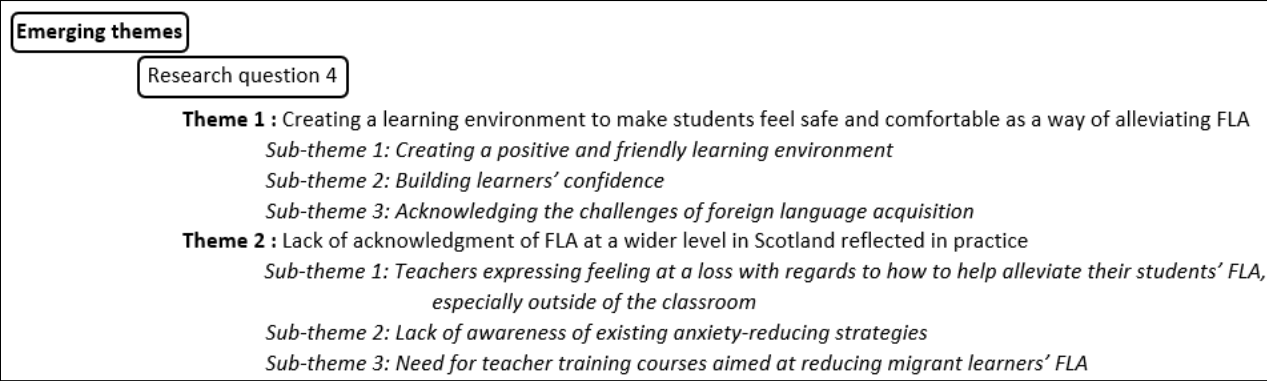 Emerging themes
Research question 4
Theme 1 : Creating a learning environment to make students feel safe and comfortable as a way of alleviating FLA
Sub-theme 1: Creating a positive and friendly learning environment
Sub-theme 2: Building learners’ confidence
Sub-theme 3: Acknowledging the challenges of foreign language acquisition
Theme 2 : Lack of acknowledgment of FLA at a wider level in Scotland reflected in practice
Sub-theme 1: Teachers expressing feeling at a loss with regards to how to help alleviate their students’ FLA,
especially outside of the classroom
Sub-theme 2: Lack of awareness of existing anxiety-reducing strategies
Sub-theme 3: Need for teacher training courses aimed at reducing migrant learners’ FLA